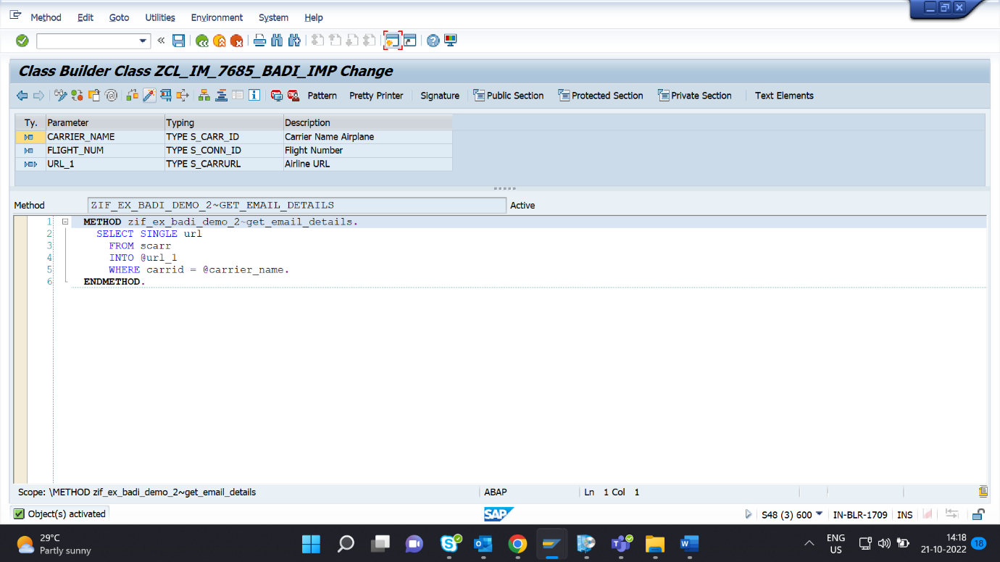 Method Edit Goto Utilities Environment System Help
Class Builder Class ZCL_IM_7685_BADI_IMP Change
Pattern Pretty Printer Signature Public Section Protected Section Private Section Text Elements
Ty. Parameter Typing Description
CARRIER_NAME TYPE S_CARR_ID Carrier Name Airplane
FLIGHT_NUM TYPE S_CONN_ID Flight Number
URL_1 TYPE S_CARRURL Airline URL
Method ZIF_EX_BADI_DEMO_2~GET_EMAIL_DETAILS Active
1 METHOD zif_ex_badi_demo_2~get_email_details.
2 SELECT SINGLE url
3 FROM scarr
4 INTO @url_1
5 WHERE carrid = @carrier_name.
6 ENDMETHOD.
Scope: \METHOD zif_ex_badi_demo_2~get_email_details ABAP Ln 1 Col 1
Object(s) activated SAP S48 (3) 600 IN-BLR-1709 INS
29°C
Partly sunny
ENG
US
14:18
21-10-2022
18